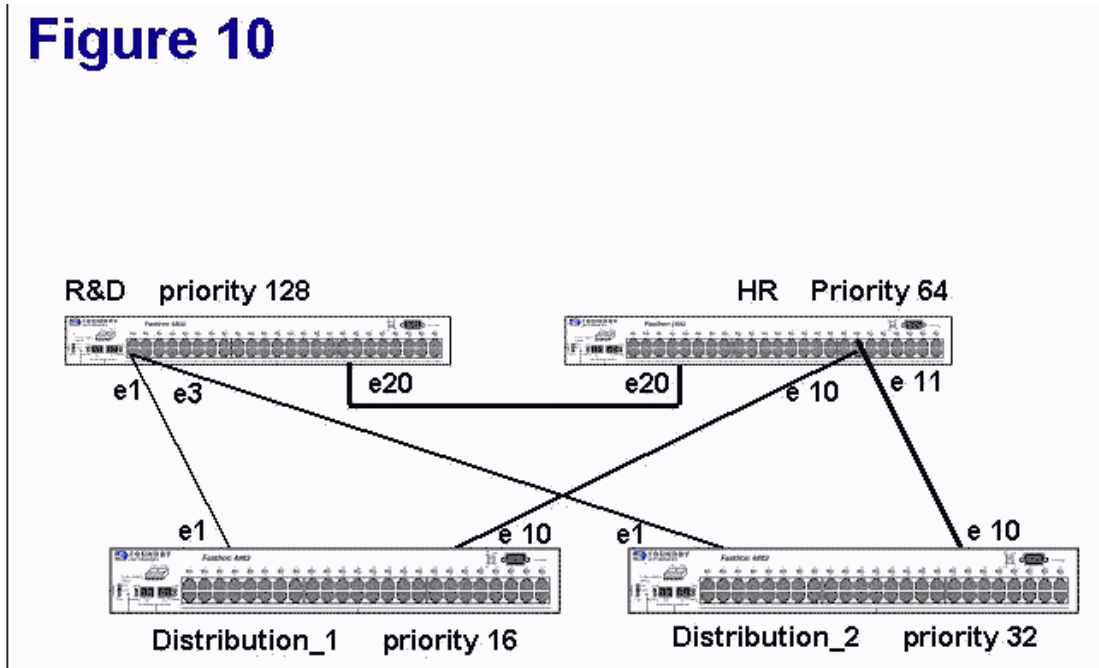 Figure 10
R&D priority 128
HR Priority 64
e1
e3
e20
e20
e 10
e 11
e1
e 10
e1
e 10
Distribution_1 priority 16
Distribution_2 priority 32